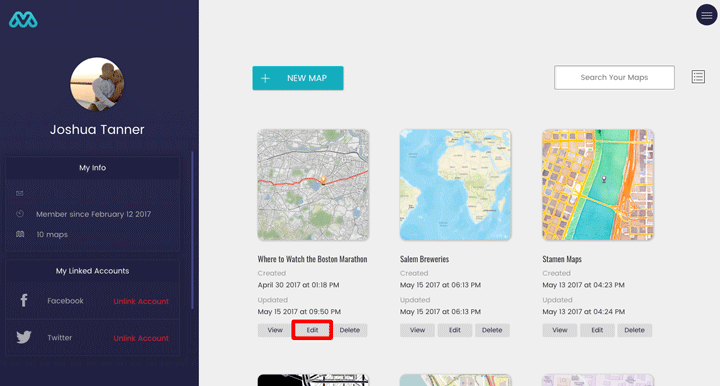 NEW MAP
Search Your Maps
Joshua Tanner
My Info
Member since February 12 2017
10 maps
My Linked Accounts
Facebook
Unlink Account
Twitter
Unlink Account
Where to Watch the Boston Marathon
Created
April 30 2017 at 01:18 PM
Updated
May 15 2017 at 09:50 PM
View
Edit
Delete
Salem Breweries
Created
May 15 2017 at 06:13 PM
Updated
May 15 2017 at 06:13 PM
View
Edit
Delete
Stamen Maps
Created
May 13 2017 at 04:23 PM
Updated
May 13 2017 at 04:24 PM
View
Edit
Delete